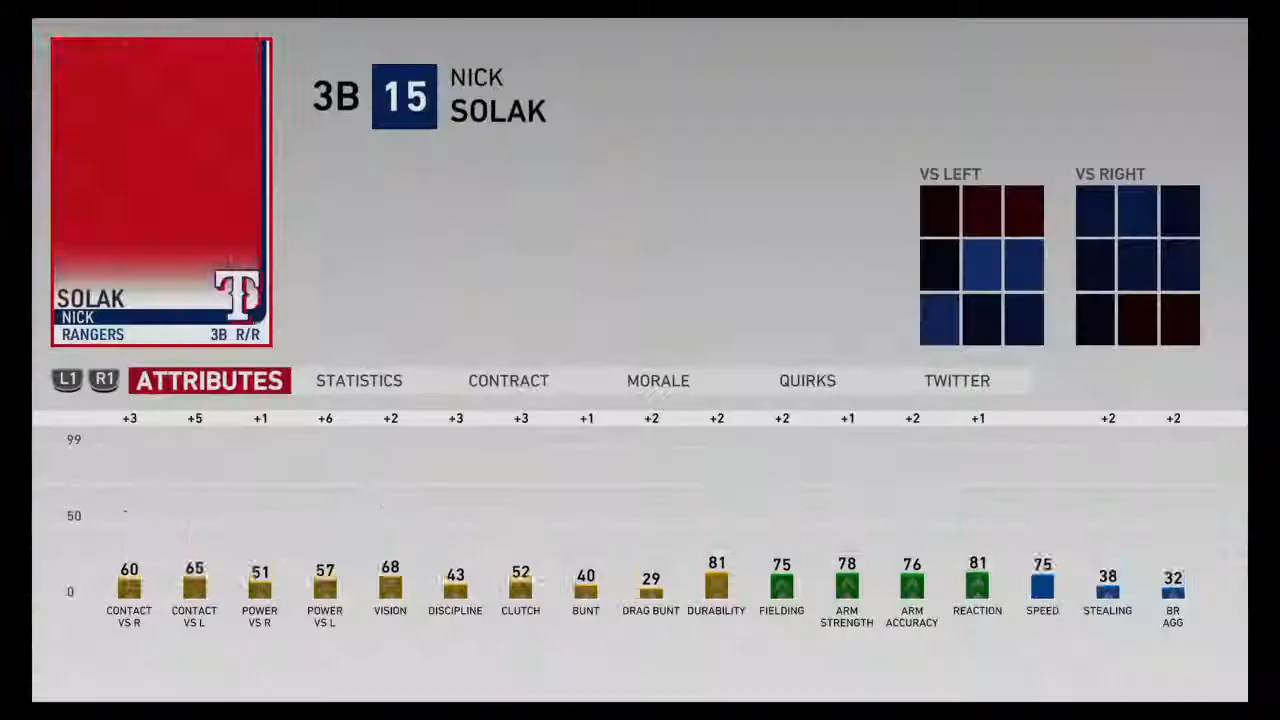 3B 15 NICK
SOLAK
VS LEFT VS RIGHT
T
SOLAK
NICK
RANGERS 3B R/R
L1 R1 ATTRIBUTES STATISTICS CONTRACT MORALE QUIRKS TWITTER
+3 +5 +1 +6 +2 +3 +3 +1 +2 +2 +2 +1 +2 +1 +2 +2
99
50
0
60 65 51 57 68 43 52 40 29 81 75 78 76 81 75 38 32
CONTACT VS R CONTACT VS L POWER VS R POWER VS L VISION DISCIPLINE CLUTCH BUNT DRAG BUNT DURABILITY FIELDING ARM STRENGTH ARM ACCURACY REACTION SPEED STEALING BR AGG